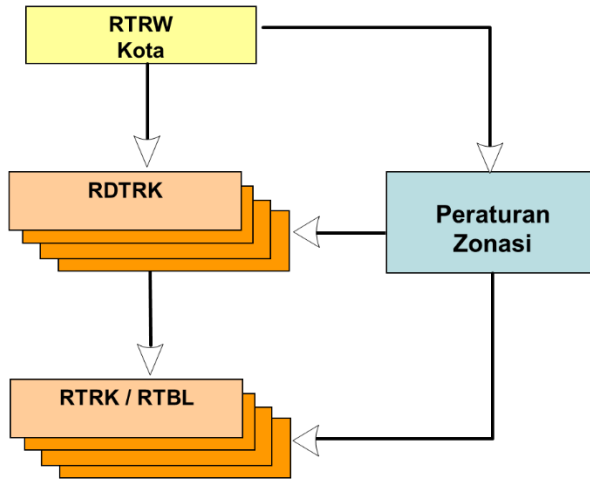 RTRW
Kota
RDTRK
Peraturan
Zonasi
RTRK / RTBL